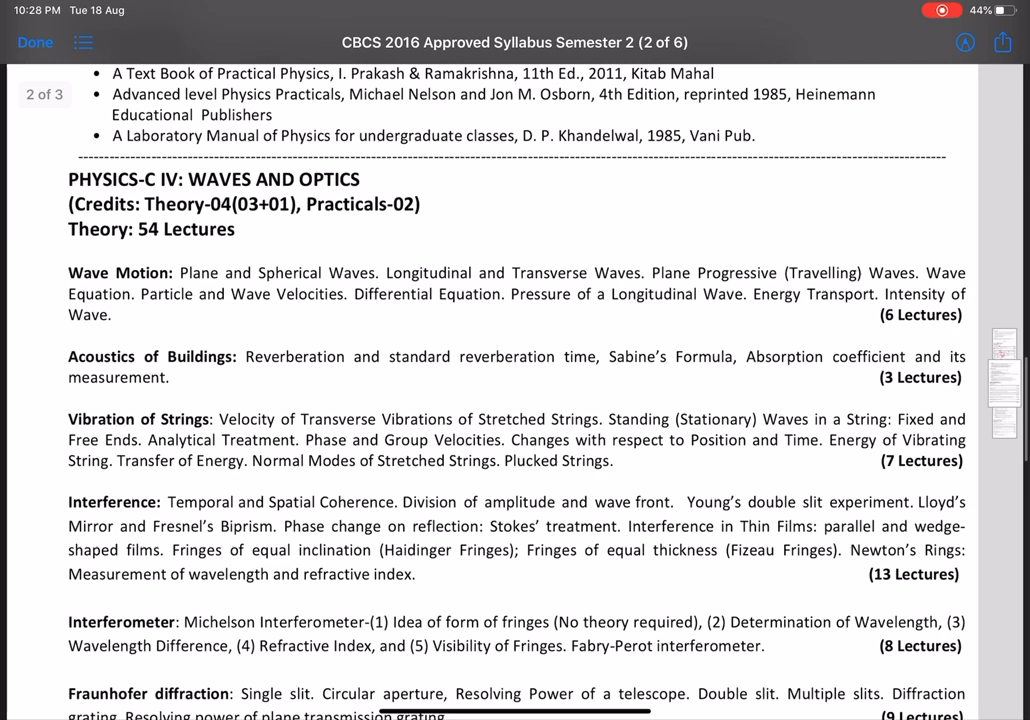 10:28 PM Tue 18 Aug
44%
Done
CBCS 2016 Approved Syllabus Semester 2 (2 of 6)
2 of 3
• A Text Book of Practical Physics, I. Prakash & Ramakrishna, 11th Ed., 2011, Kitab Mahal
• Advanced level Physics Practicals, Michael Nelson and Jon M. Osborn, 4th Edition, reprinted 1985, Heinemann
Educational Publishers
• A Laboratory Manual of Physics for undergraduate classes, D. P. Khandelwal, 1985, Vani Pub.
PHYSICS-C IV: WAVES AND OPTICS
(Credits: Theory-04(03+01), Practicals-02)
Theory: 54 Lectures
Wave Motion: Plane and Spherical Waves. Longitudinal and Transverse Waves. Plane Progressive (Travelling) Waves. Wave
Equation. Particle and Wave Velocities. Differential Equation. Pressure of a Longitudinal Wave. Energy Transport. Intensity of
Wave. (6 Lectures)
Acoustics of Buildings: Reverberation and standard reverberation time, Sabine's Formula, Absorption coefficient and its
measurement. (3 Lectures)
Vibration of Strings: Velocity of Transverse Vibrations of Stretched Strings. Standing (Stationary) Waves in a String: Fixed and
Free Ends. Analytical Treatment. Phase and Group Velocities. Changes with respect to Position and Time. Energy of Vibrating
String. Transfer of Energy. Normal Modes of Stretched Strings. Plucked Strings. (7 Lectures)
Interference: Temporal and Spatial Coherence. Division of amplitude and wave front. Young's double slit experiment. Lloyd's
Mirror and Fresnel's Biprism. Phase change on reflection: Stokes' treatment. Interference in Thin Films: parallel and wedge-
shaped films. Fringes of equal inclination (Haidinger Fringes); Fringes of equal thickness (Fizeau Fringes). Newton's Rings:
Measurement of wavelength and refractive index. (13 Lectures)
Interferometer: Michelson Interferometer-(1) Idea of form of fringes (No theory required), (2) Determination of Wavelength, (3)
Wavelength Difference, (4) Refractive Index, and (5) Visibility of Fringes. Fabry-Perot interferometer. (8 Lectures)
Fraunhofer diffraction: Single slit. Circular aperture, Resolving Power of a telescope. Double slit. Multiple slits. Diffraction
grating. Resolving power of plane transmission grating. (9 Lectures)